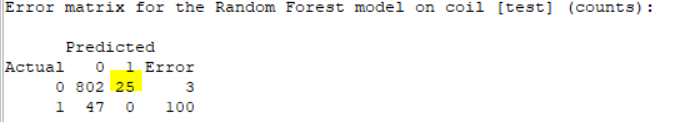 Error matrix for the Random Forest model on coil [test] (counts):
Predicted
Actual 0 1 Error
0 802 25 3
1 47 0 100